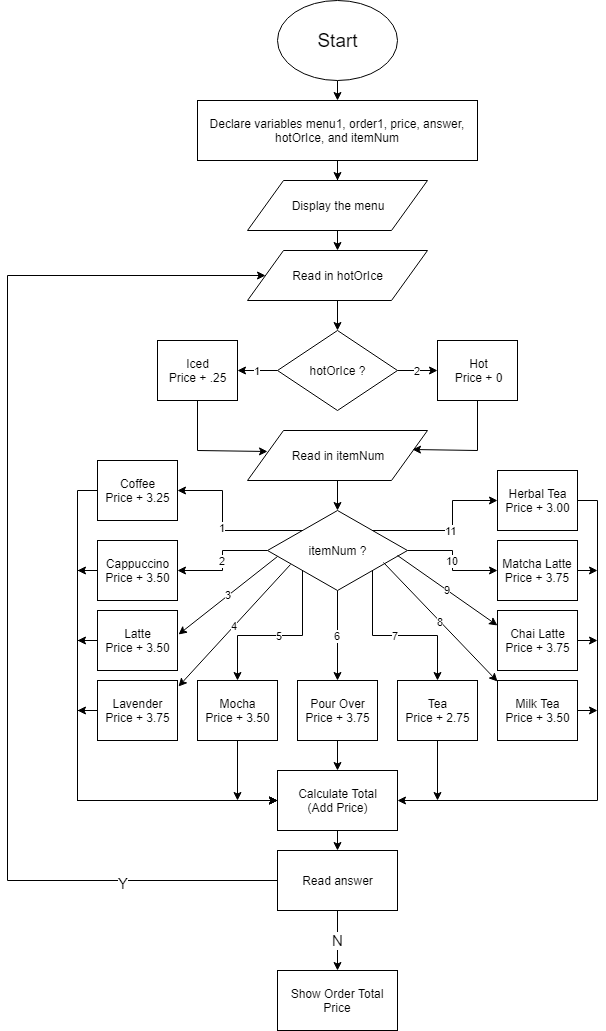 Start
Declare variables menu1, order1, price, answer,
hotOrIce, and itemNum
Display the menu
Read in hotOrIce
Iced
Price + .25
1
hotOrIce ?
2
Hot
Price + 0
Read in itemNum
Coffee
Price + 3.25
Herbal Tea
Price + 3.00
1
11
itemNum ?
Cappuccino
Price + 3.50
2
10
Matcha Latte
Price + 3.75
3
9
Latte
Price + 3.50
4
8
Chai Latte
Price + 3.75
5
6
7
Lavender
Price + 3.75
Mocha
Price + 3.50
Pour Over
Price + 3.75
Tea
Price + 2.75
Milk Tea
Price + 3.50
Calculate Total
(Add Price)
Read answer
Y
N
Show Order Total
Price